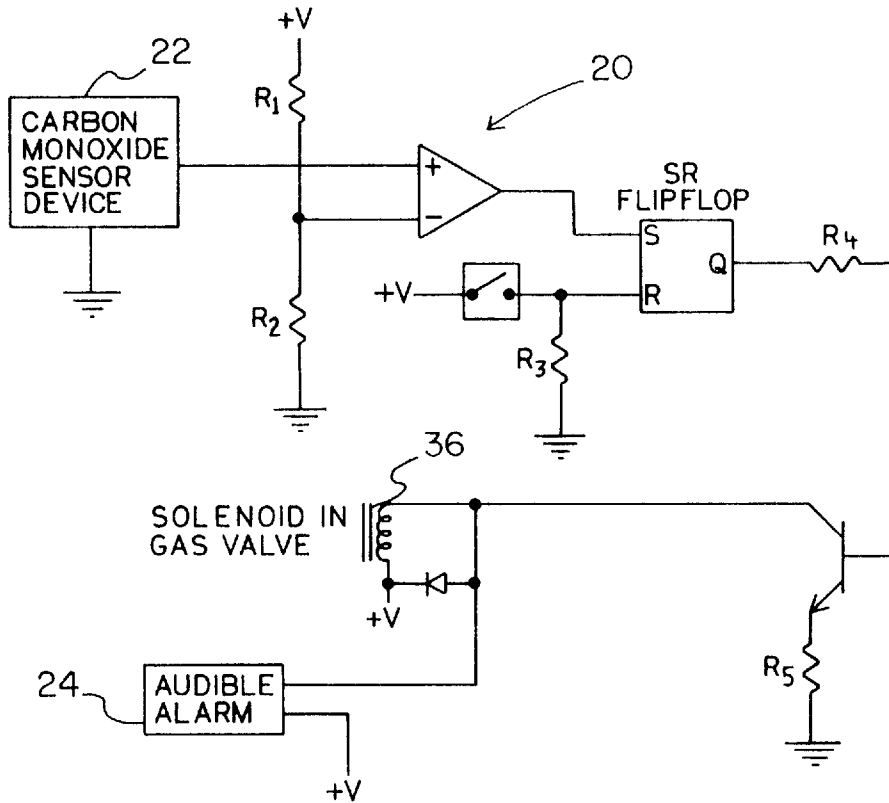 +V
22
20
R1
CARBON
MONOXIDE
SENSOR
DEVICE
+
−
SR
FLIPFLOP
S
Q
R4
+V
R
R2
R3
36
SOLENOID IN
GAS VALVE
+V
R5
24
AUDIBLE
ALARM
+V